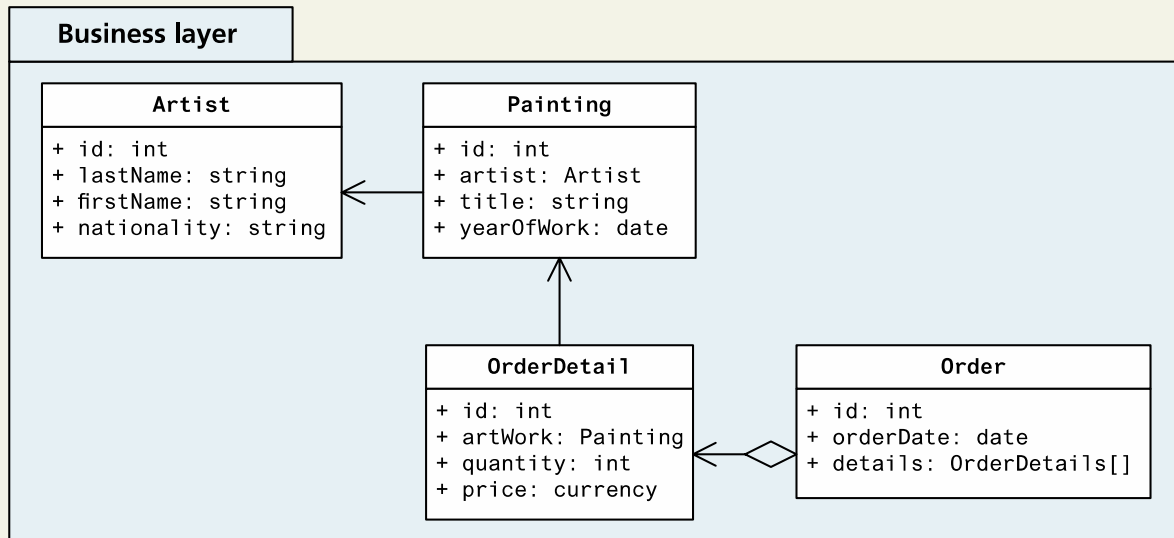 Business layer
Artist
+ id: int
+ lastName: string
+ firstName: string
+ nationality: string
Painting
+ id: int
+ artist: Artist
+ title: string
+ yearOfWork: date
OrderDetail
+ id: int
+ artWork: Painting
+ quantity: int
+ price: currency
Order
+ id: int
+ orderDate: date
+ details: OrderDetails[]